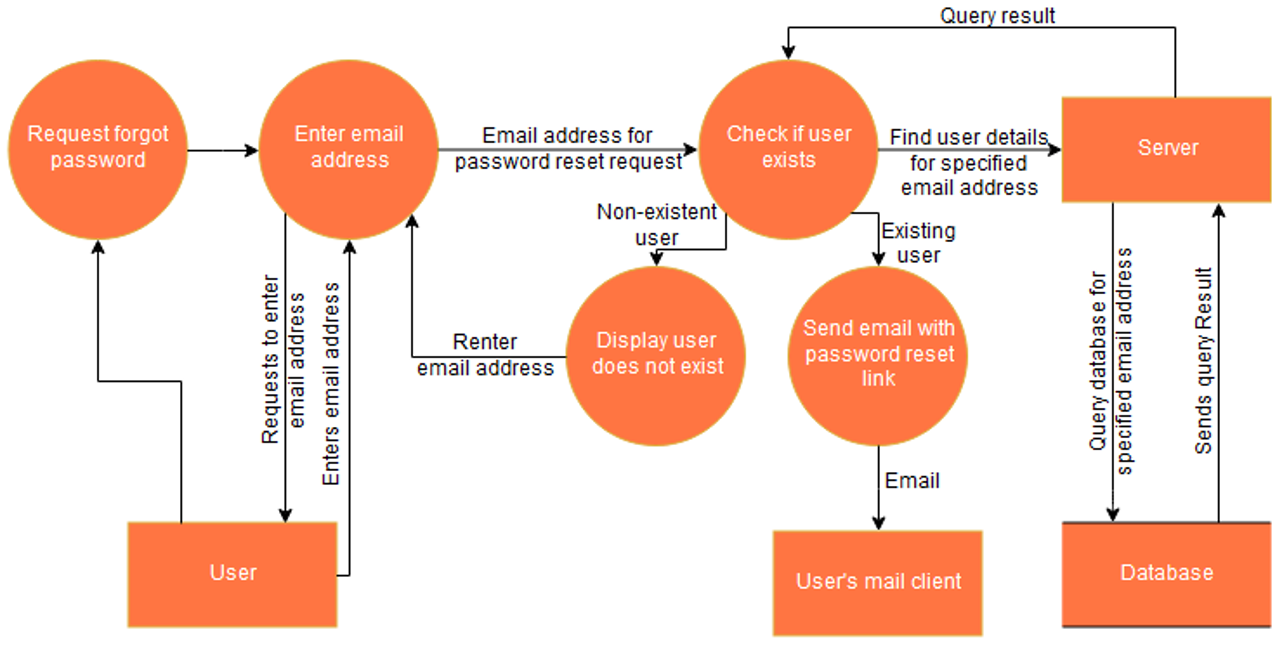 Query result
Request forgot
password
Enter email
address
Email address for
password reset request
Check if user
exists
Find user details
for specified
email address
Server
Non-existent
user
Existing
user
Requests to enter
email address
Enters email address
Renter
email address
Display user
does not exist
Send email with
password reset
link
Query database for
specified email address
Sends query Result
Email
User
User's mail client
Database